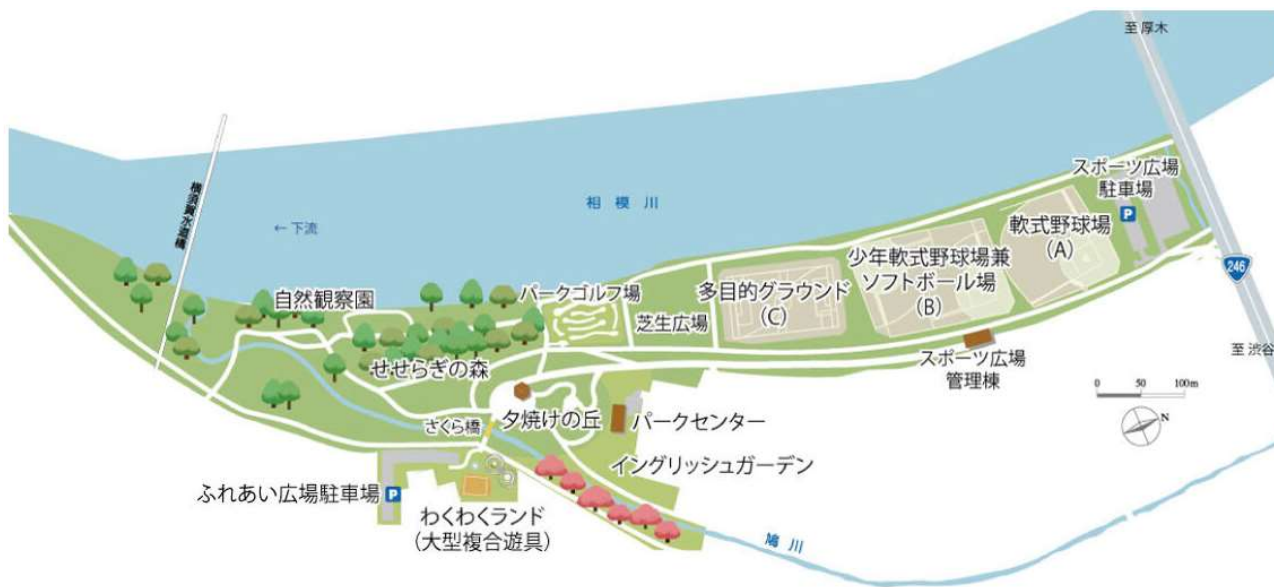 至 厚木
横須賀水道橋
相 模 川
← 下流
スポーツ広場
駐車場
P
軟式野球場
(A)
少年軟式野球場兼
ソフトボール場
(B)
多目的グラウンド
(C)
246
自然観察園
パークゴルフ場
芝生広場
せせらぎの森
スポーツ広場
管理棟
至 渋谷
0 50 100m
N
さくら橋
夕焼けの丘
パークセンター
イングリッシュガーデン
ふれあい広場駐車場 P
わくわくランド
(大型複合遊具)
鳩 川